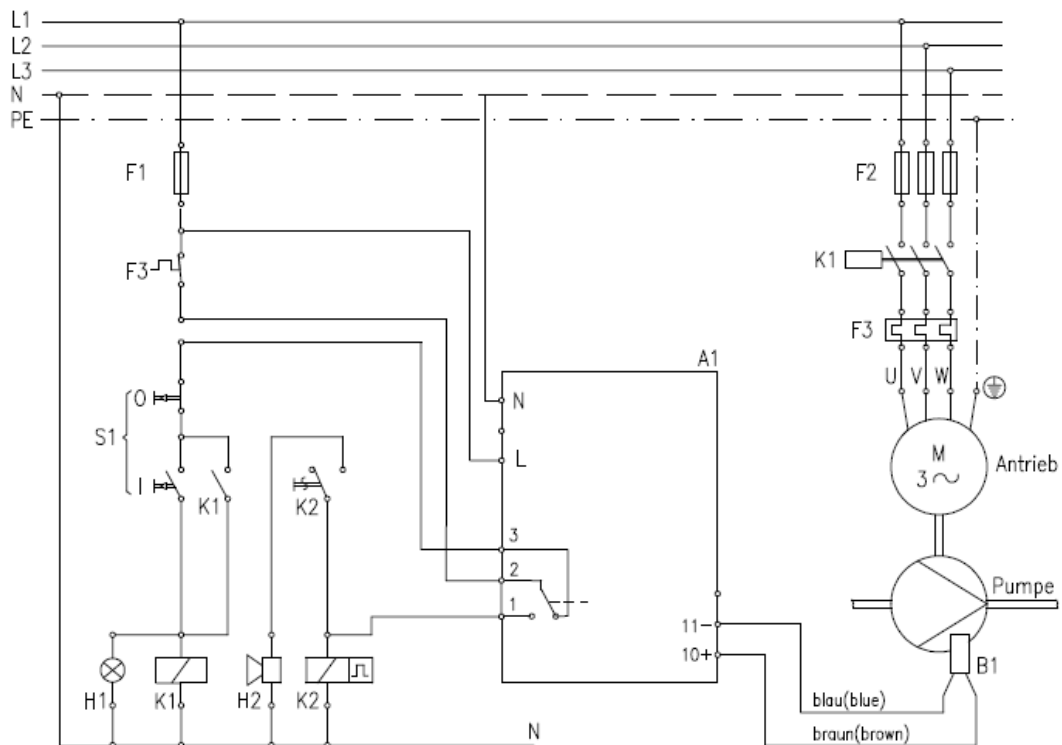 L1
L2
L3
N
PE
F1
F2
F3
K1
F3
A1
U V W
O
N
S1
L
M
3
Antrieb
I
K1
K2
3
2
Pumpe
1
11-
10+
B1
H1
K1
H2
K2
blau(blue)
N
braun(brown)